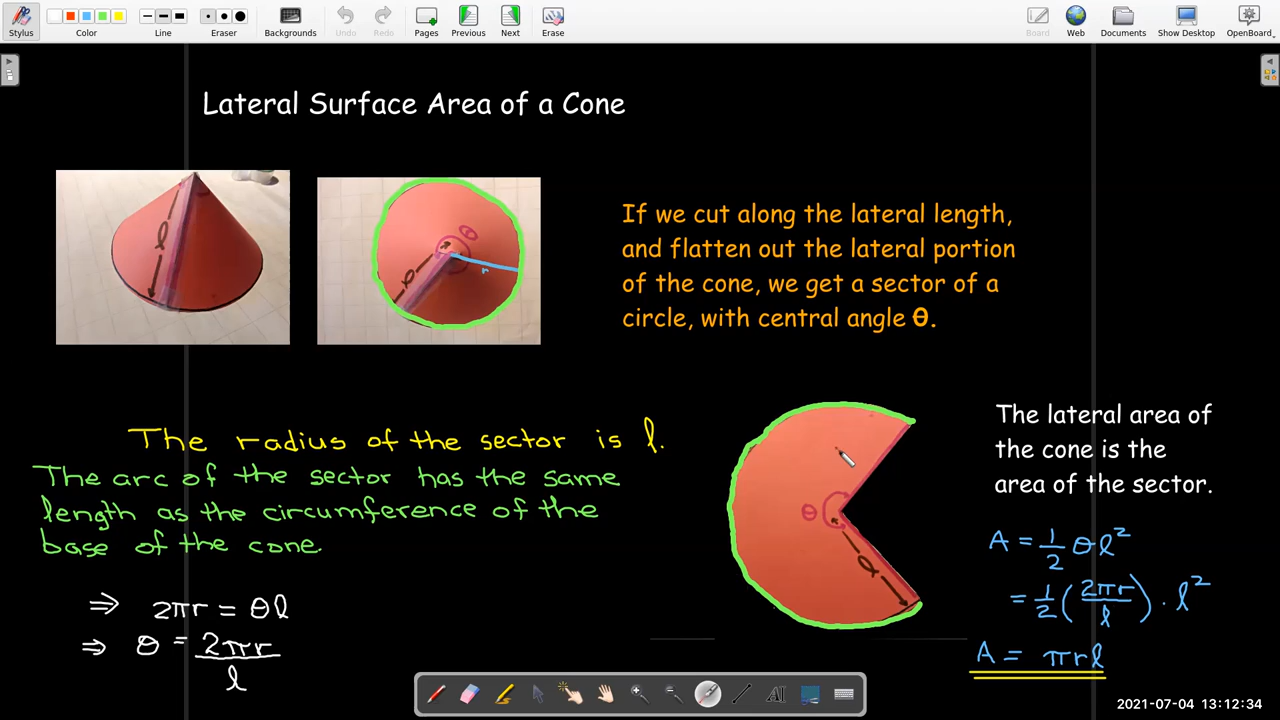 Stylus
Color
Line
Eraser
Backgrounds
Undo
Redo
Pages
Previous
Next
Erase
Board
Web
Documents
Show Desktop
OpenBoard
Lateral Surface Area of a Cone
l
θ
l
r
If we cut along the lateral length,
and flatten out the lateral portion
of the cone, we get a sector of a
circle, with central angle θ.
The radius of the sector is l.
The arc of the sector has the same
length as the circumference of the
base of the cone.
⇒ 2πr = θl
⇒ θ = 2πr/l
θ
l
The lateral area of
the cone is the
area of the sector.
A = 1/2 θl²
= 1/2 (2πr/l) · l²
A = πrl
AI
2021-07-04 13:12:34